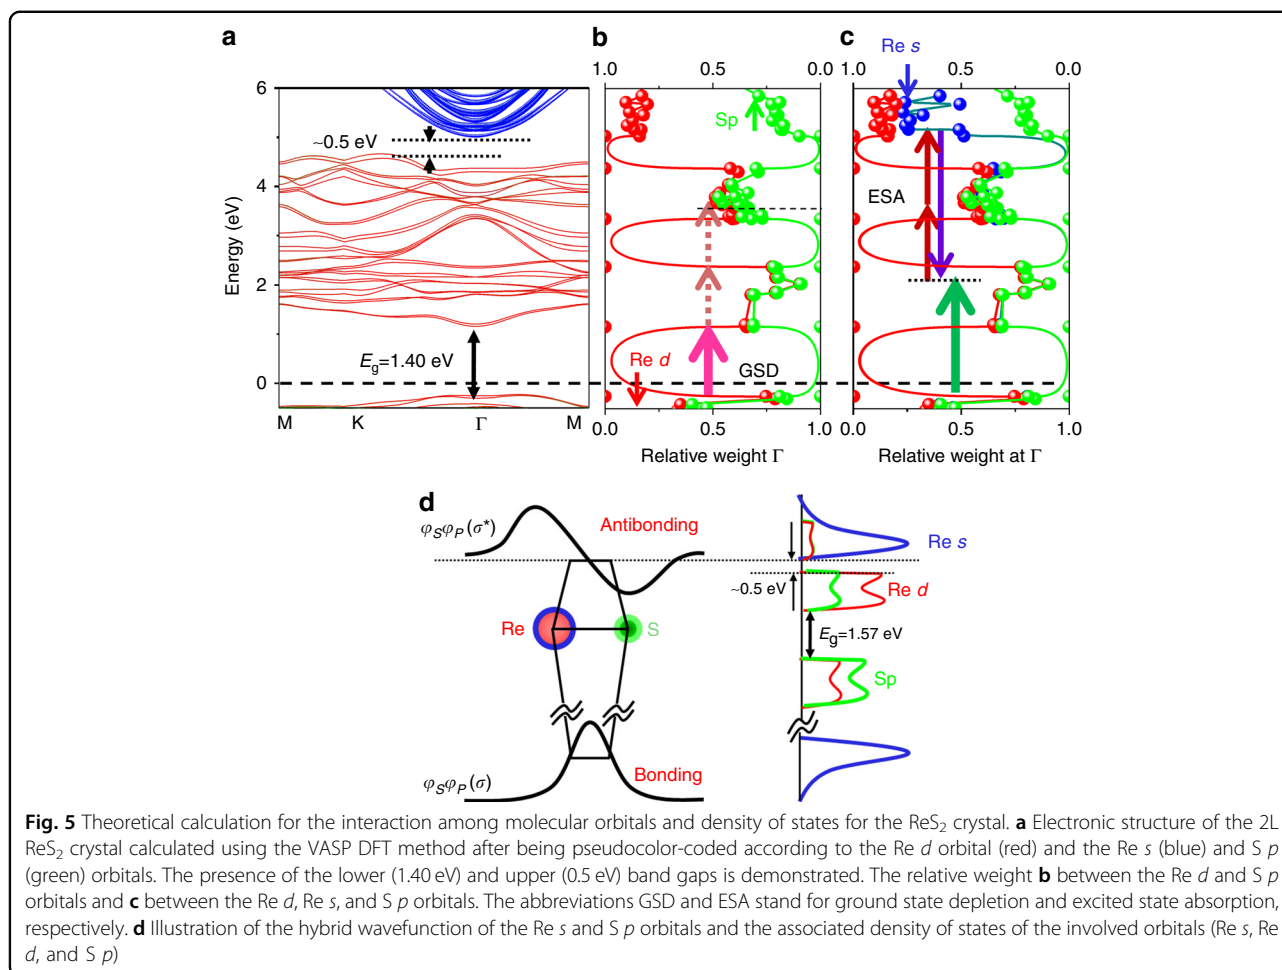 a
b
c
Re s
1.0 0.5 0.0 1.0 0.5 0.0
6
4
2
0
Energy (eV)
~0.5 eV
Eg=1.40 eV
M K Γ M
Sp
Re d
GSD
0.0 0.5 1.0
Relative weight Γ
ESA
0.0 0.5 1.0
Relative weight at Γ
d
φSφP(σ*)
Antibonding
Re
S
φSφP(σ)
Bonding
Re s
~0.5 eV
Re d
Eg=1.57 eV
Sp
Fig. 5 Theoretical calculation for the interaction among molecular orbitals and density of states for the ReS₂ crystal. a Electronic structure of the 2L
ReS₂ crystal calculated using the VASP DFT method after being pseudocolor-coded according to the Re d orbital (red) and the Re s (blue) and S p
(green) orbitals. The presence of the lower (1.40 eV) and upper (0.5 eV) band gaps is demonstrated. The relative weight b between the Re d and S p
orbitals and c between the Re d, Re s, and S p orbitals. The abbreviations GSD and ESA stand for ground state depletion and excited state absorption,
respectively. d Illustration of the hybrid wavefunction of the Re s and S p orbitals and the associated density of states of the involved orbitals (Re s, Re
d, and S p)